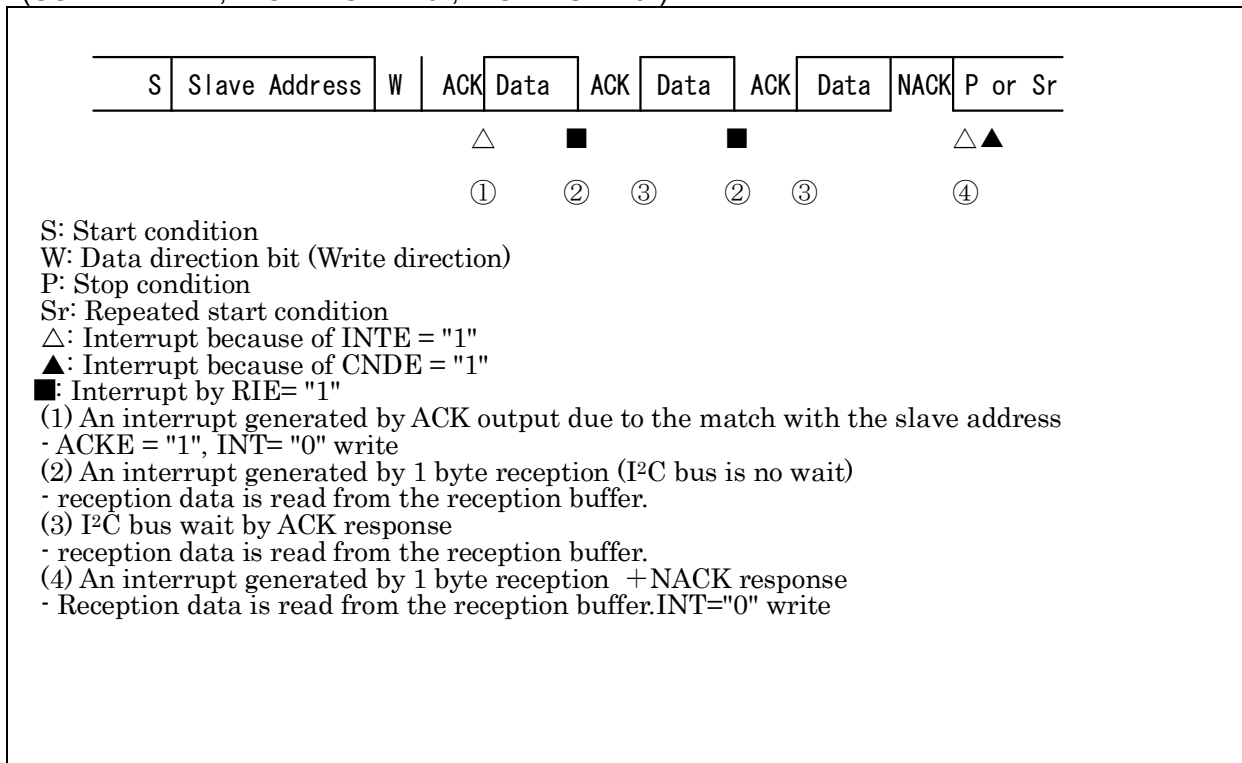 S Slave Address W ACK Data ACK Data ACK Data NACK P or Sr
△ ■ ■ △▲
① ② ③ ② ③ ④
S: Start condition
W: Data direction bit (Write direction)
P: Stop condition
Sr: Repeated start condition
△: Interrupt because of INTE = "1"
▲: Interrupt because of CNDE = "1"
■: Interrupt by RIE= "1"
(1) An interrupt generated by ACK output due to the match with the slave address
- ACKE = "1", INT= "0" write
(2) An interrupt generated by 1 byte reception (I²C bus is no wait)
- reception data is read from the reception buffer.
(3) I²C bus wait by ACK response
- reception data is read from the reception buffer.
(4) An interrupt generated by 1 byte reception +NACK response
- Reception data is read from the reception buffer.INT="0" write